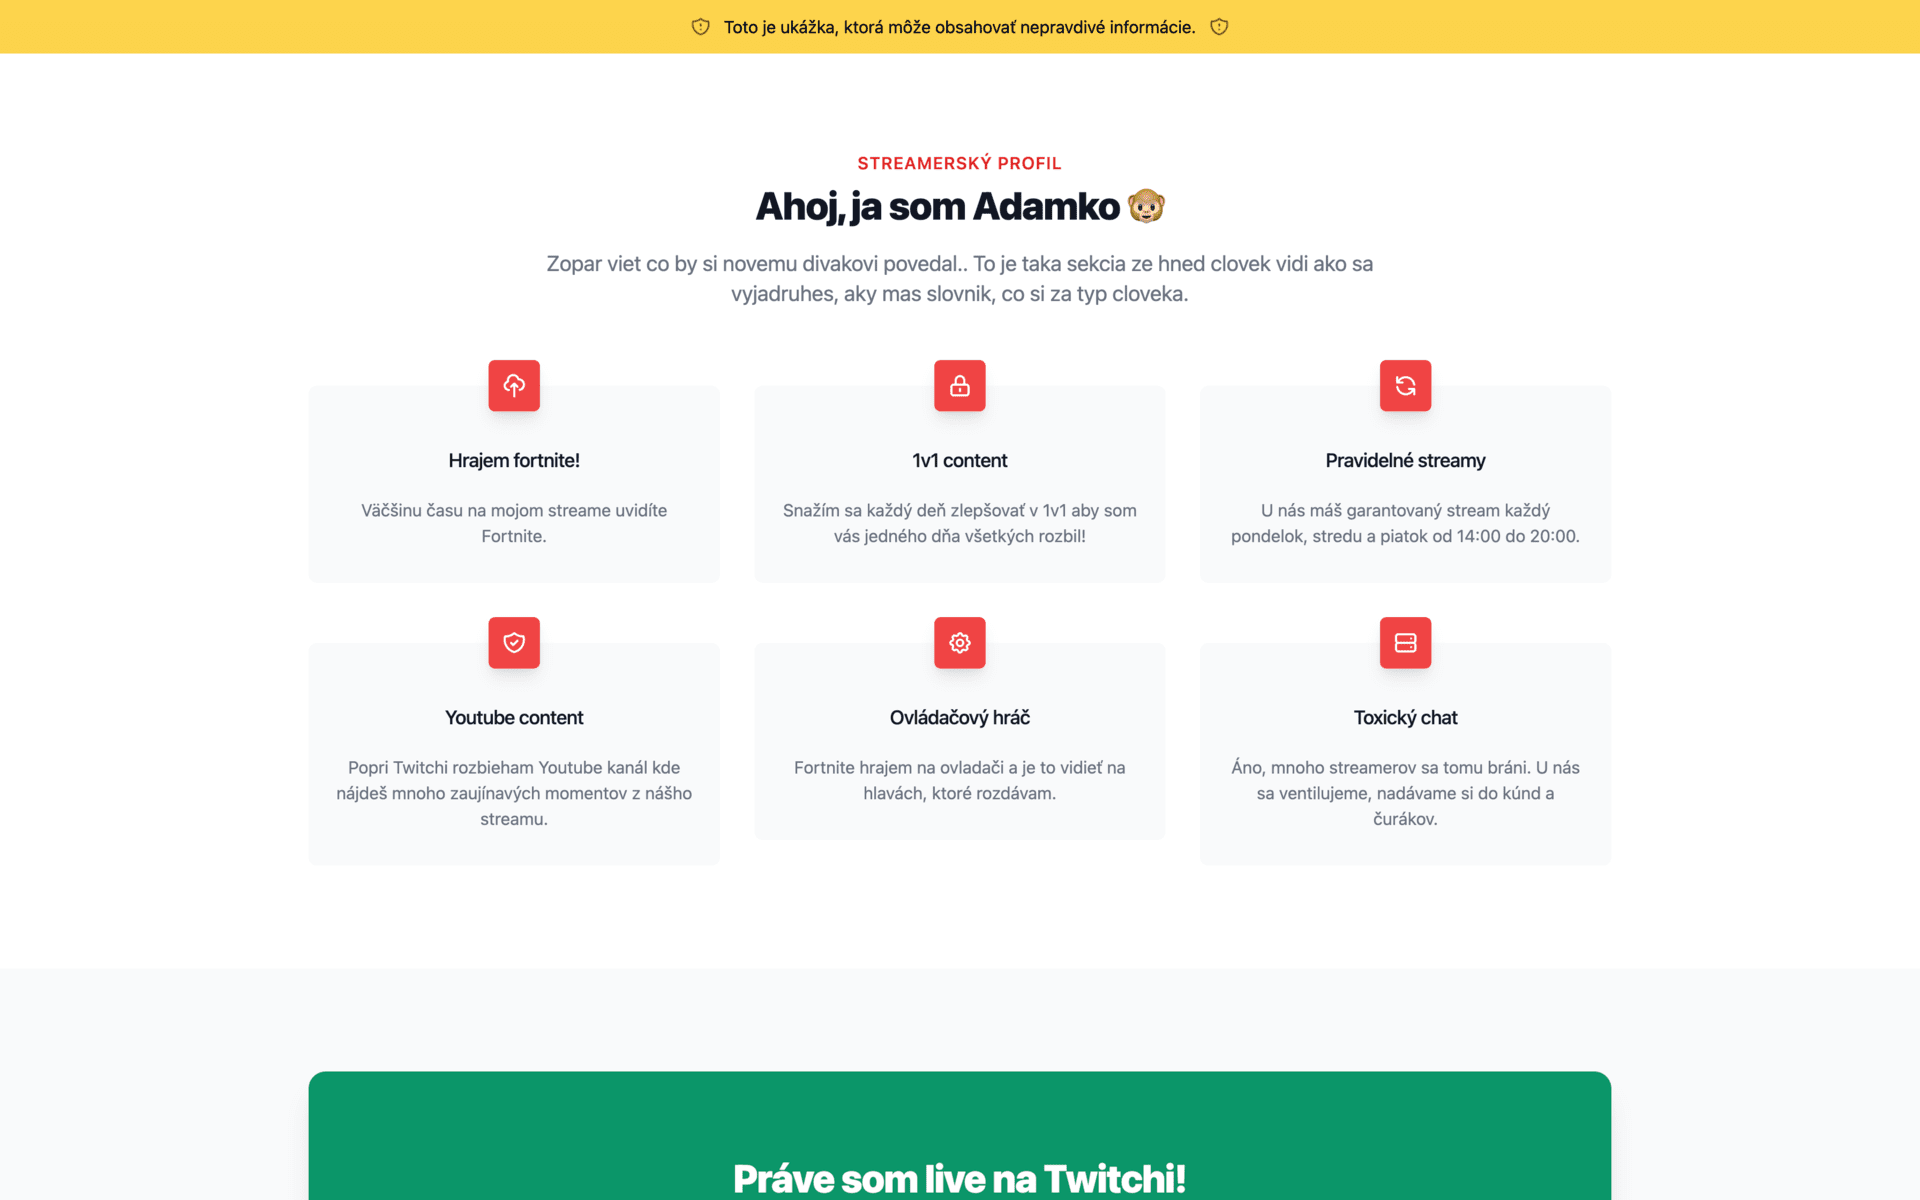 Toto je ukážka, ktorá môže obsahovať nepravdivé informácie.
STREAMERSKÝ PROFIL
Ahoj, ja som Adamko 🐵
Zopar viet co by si novemu divakovi povedal.. To je taka sekcia ze hned clovek vidi ako sa
vyjadruhes, aky mas slovnik, co si za typ cloveka.
Hrajem fortnite!
Väčšinu času na mojom streame uvidíte
Fortnite.
1v1 content
Snažím sa každý deň zlepšovať v 1v1 aby som
vás jedného dňa všetkých rozbil!
Pravidelné streamy
U nás máš garantovaný stream každý
pondelok, stredu a piatok od 14:00 do 20:00.
Youtube content
Popri Twitchi rozbieham Youtube kanál kde
nájdeš mnoho zaujínavých momentov z nášho
streamu.
Ovládačový hráč
Fortnite hrajem na ovladači a je to vidieť na
hlavách, ktoré rozdávam.
Toxický chat
Áno, mnoho streamerov sa tomu bráni. U nás
sa ventilujeme, nadávame si do kúnd a
čurákov.
Práve som live na Twitchi!